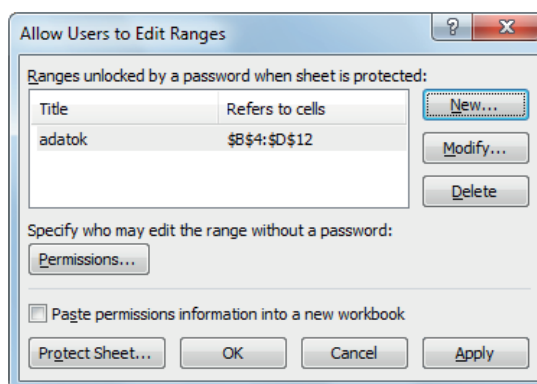 Allow Users to Edit Ranges
Ranges unlocked by a password when sheet is protected:
Title Refers to cells
adatok $B$4:$D$12
New...
Modify...
Delete
Specify who may edit the range without a password:
Permissions...
Paste permissions information into a new workbook
Protect Sheet... OK Cancel Apply